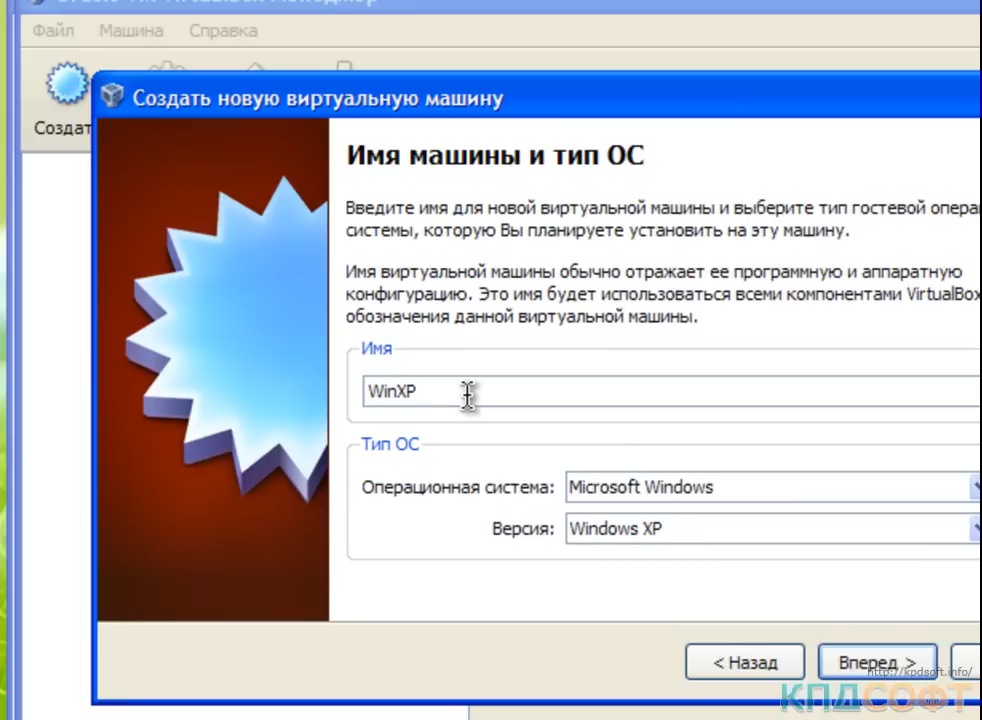 Файл Машина Справка
Создат
Создать новую виртуальную машину
Имя машины и тип ОС
Введите имя для новой виртуальной машины и выберите тип гостевой опера
системы, которую Вы планируете установить на эту машину.
Имя виртуальной машины обычно отражает ее программную и аппаратную
конфигурацию. Это имя будет использоваться всеми компонентами VirtualBox
обозначения данной виртуальной машины.
Имя
WinXP
Тип ОС
Операционная система: Microsoft Windows
Версия: Windows XP
< Назад Вперед >
http://kpdsoft.info/
КПДСОФТ